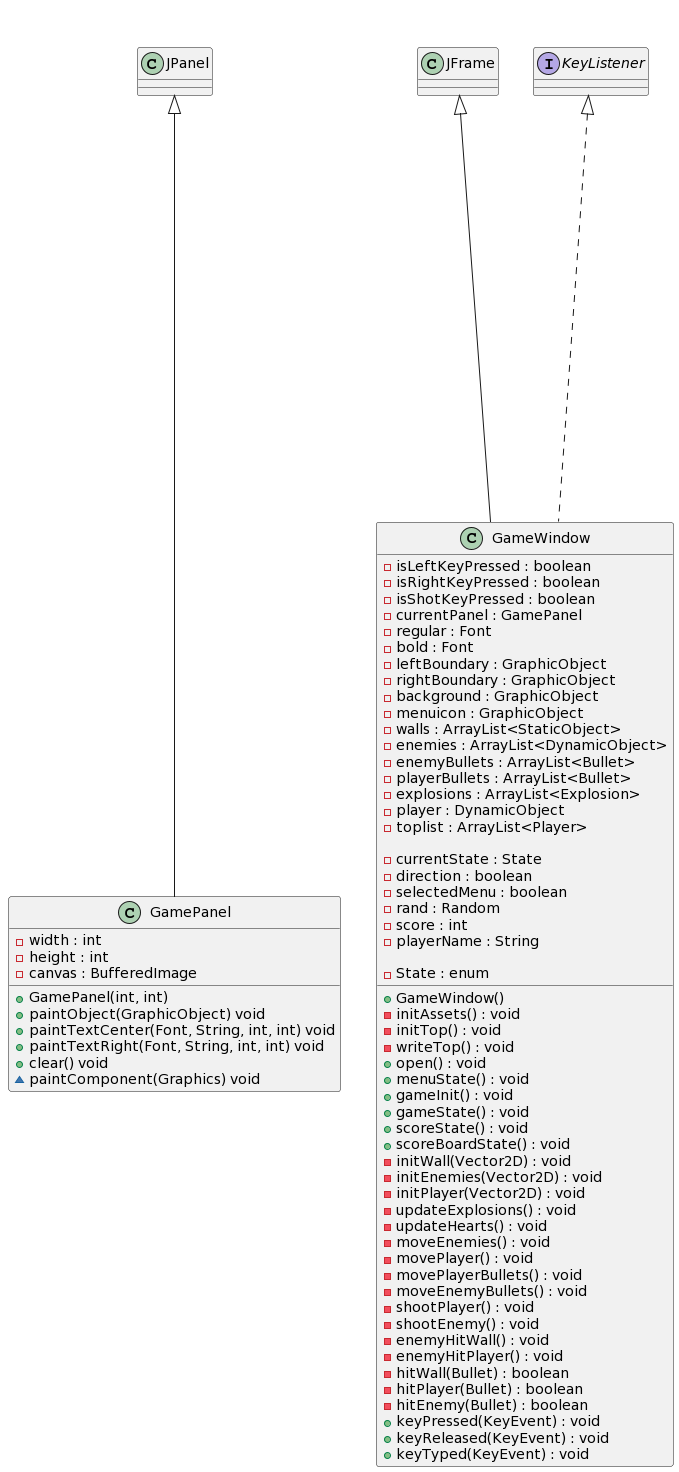 C JPanel
C JFrame
I KeyListener
C GamePanel
width : int
height : int
canvas : BufferedImage
GamePanel(int, int)
paintObject(GraphicObject) void
paintTextCenter(Font, String, int, int) void
paintTextRight(Font, String, int, int) void
clear() void
paintComponent(Graphics) void
C GameWindow
isLeftKeyPressed : boolean
isRightKeyPressed : boolean
isShotKeyPressed : boolean
currentPanel : GamePanel
regular : Font
bold : Font
leftBoundary : GraphicObject
rightBoundary : GraphicObject
background : GraphicObject
menuicon : GraphicObject
walls : ArrayList<StaticObject>
enemies : ArrayList<DynamicObject>
enemyBullets : ArrayList<Bullet>
playerBullets : ArrayList<Bullet>
explosions : ArrayList<Explosion>
player : DynamicObject
toplist : ArrayList<Player>
currentState : State
direction : boolean
selectedMenu : boolean
rand : Random
score : int
playerName : String
State : enum
GameWindow()
initAssets() : void
initTop() : void
writeTop() : void
open() : void
menuState() : void
gameInit() : void
gameState() : void
scoreState() : void
scoreBoardState() : void
initWall(Vector2D) : void
initEnemies(Vector2D) : void
initPlayer(Vector2D) : void
updateExplosions() : void
updateHearts() : void
moveEnemies() : void
movePlayer() : void
movePlayerBullets() : void
moveEnemyBullets() : void
shootPlayer() : void
shootEnemy() : void
enemyHitWall() : void
enemyHitPlayer() : void
hitWall(Bullet) : boolean
hitPlayer(Bullet) : boolean
hitEnemy(Bullet) : boolean
keyPressed(KeyEvent) : void
keyReleased(KeyEvent) : void
keyTyped(KeyEvent) : void